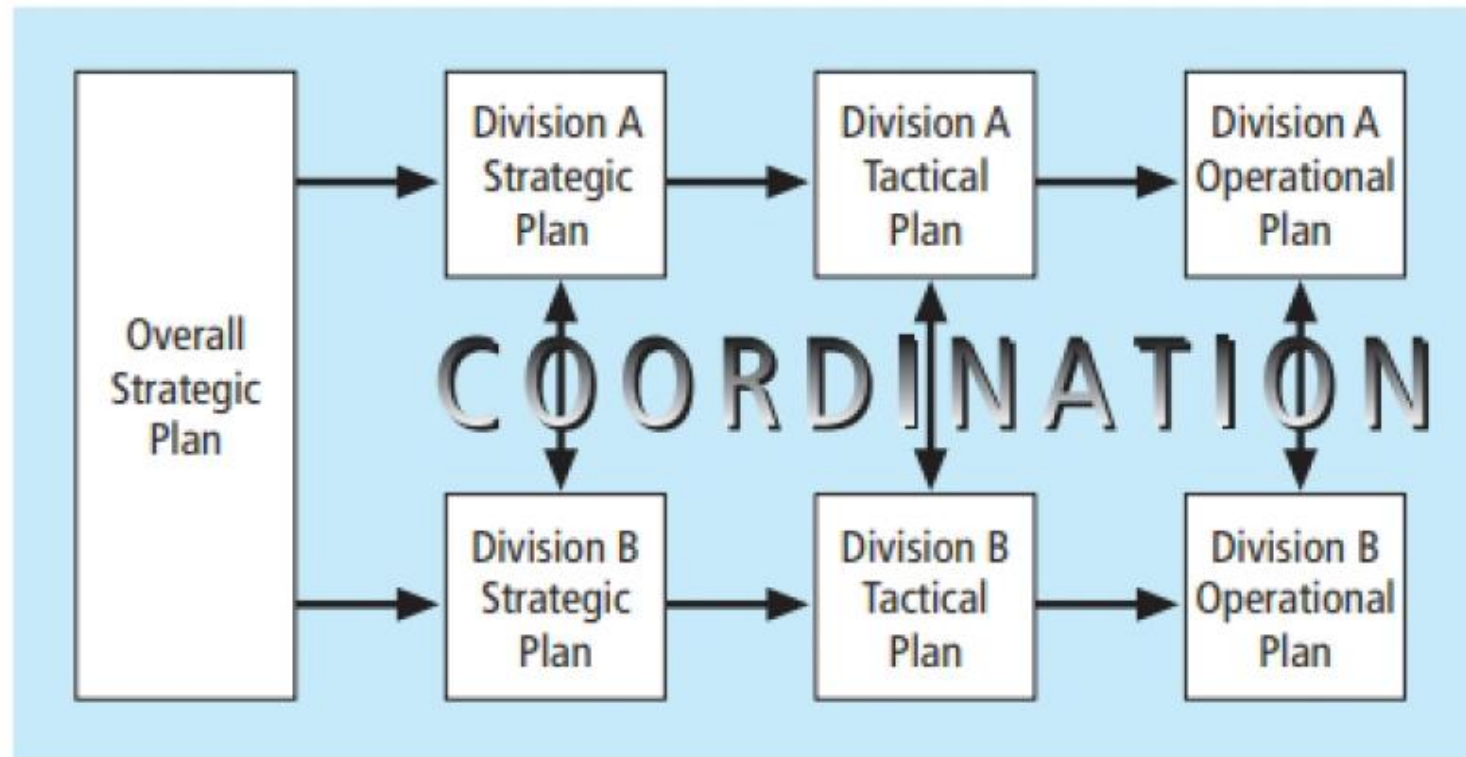 Overall
Strategic
Plan
Division A
Strategic
Plan
Division A
Tactical
Plan
Division A
Operational
Plan
COORDINATION
Division B
Strategic
Plan
Division B
Tactical
Plan
Division B
Operational
Plan